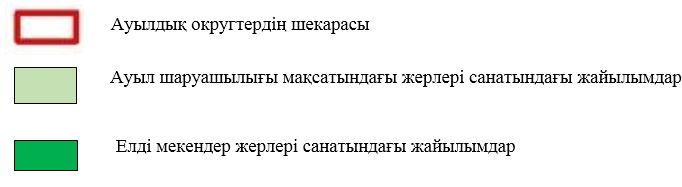 Ауылдық округтердің шекарасы
Ауыл шаруашылығы мақсатындағы жерлері санатындағы жайылымдар
Елді мекендер жерлері санатындағы жайылымдар